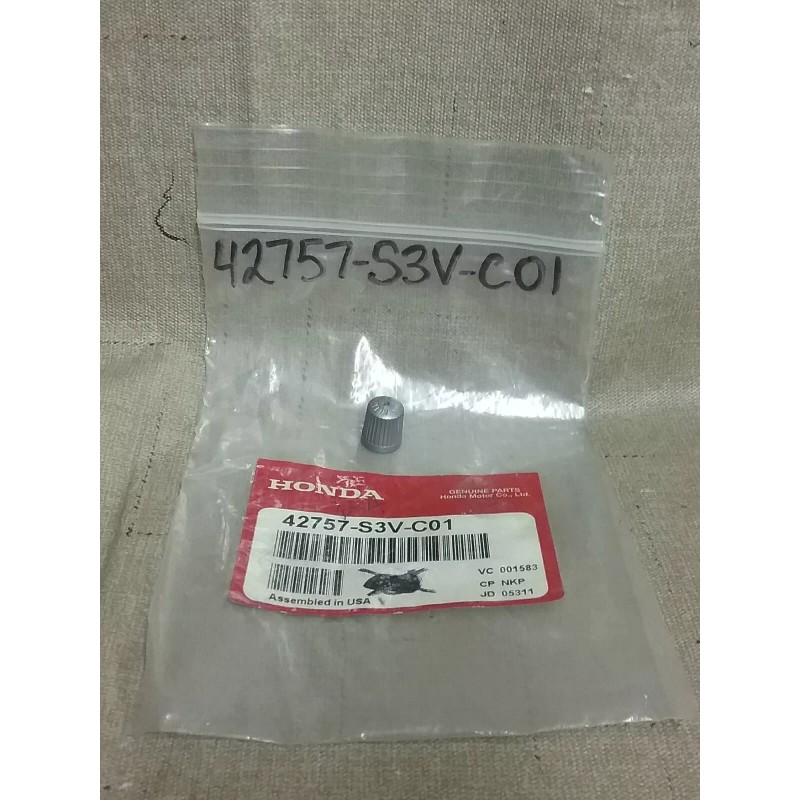 42757-S3V-C01
HONDA
GENUINE PARTS
Honda Motor Co., Ltd.
42757-S3V-C01
VC 001583
CP NKP
JD 05311
Assembled in USA